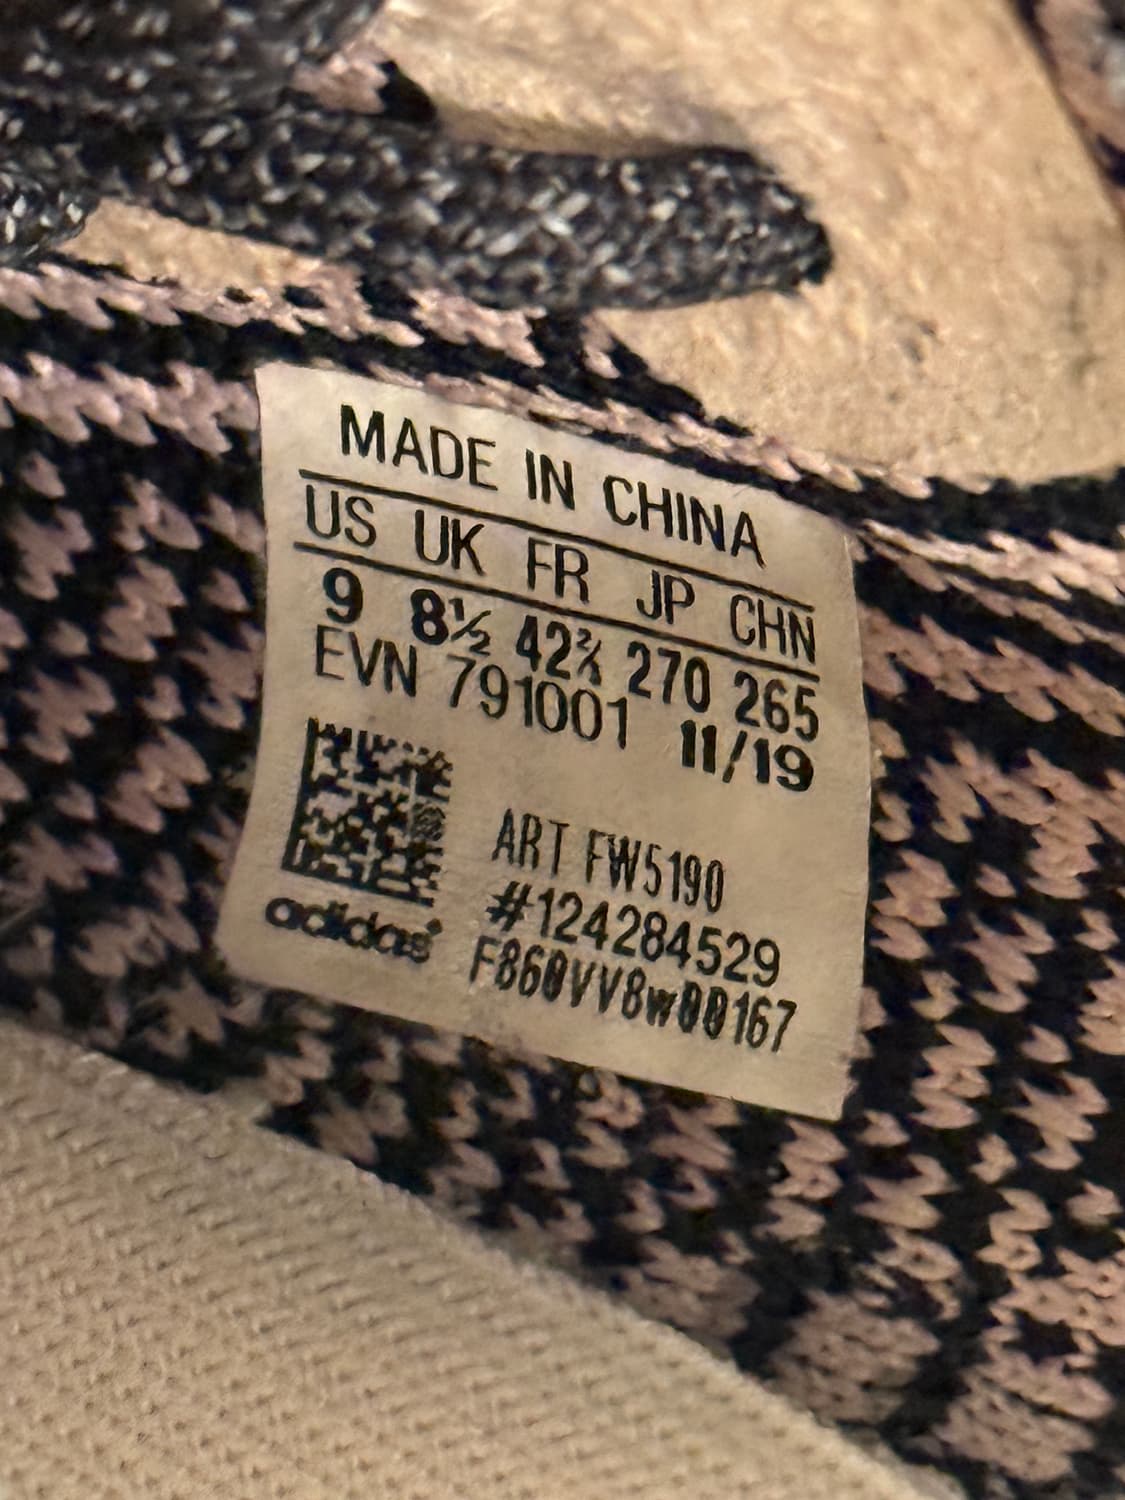 MADE IN CHINA
US UK FR JP CHN
9 8½ 42⅔ 270 265
EVN 791001 11/19
ART FW5190
#124284529
adidas
F860VV8w00167